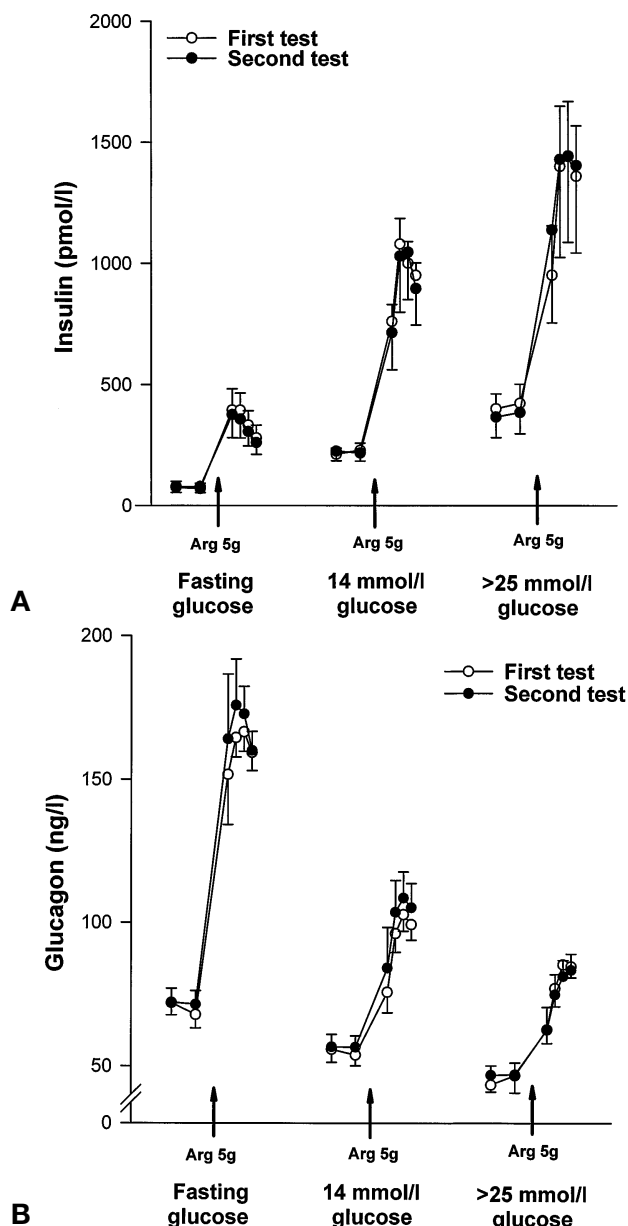 2000
First test
Second test
1500
1000
500
0
Insulin (pmol/l)
Arg 5g Arg 5g Arg 5g
Fasting glucose
14 mmol/l glucose
>25 mmol/l glucose
A
200
First test
Second test
150
100
50
0
Glucagon (ng/l)
Arg 5g Arg 5g Arg 5g
Fasting glucose
14 mmol/l glucose
>25 mmol/l glucose
B